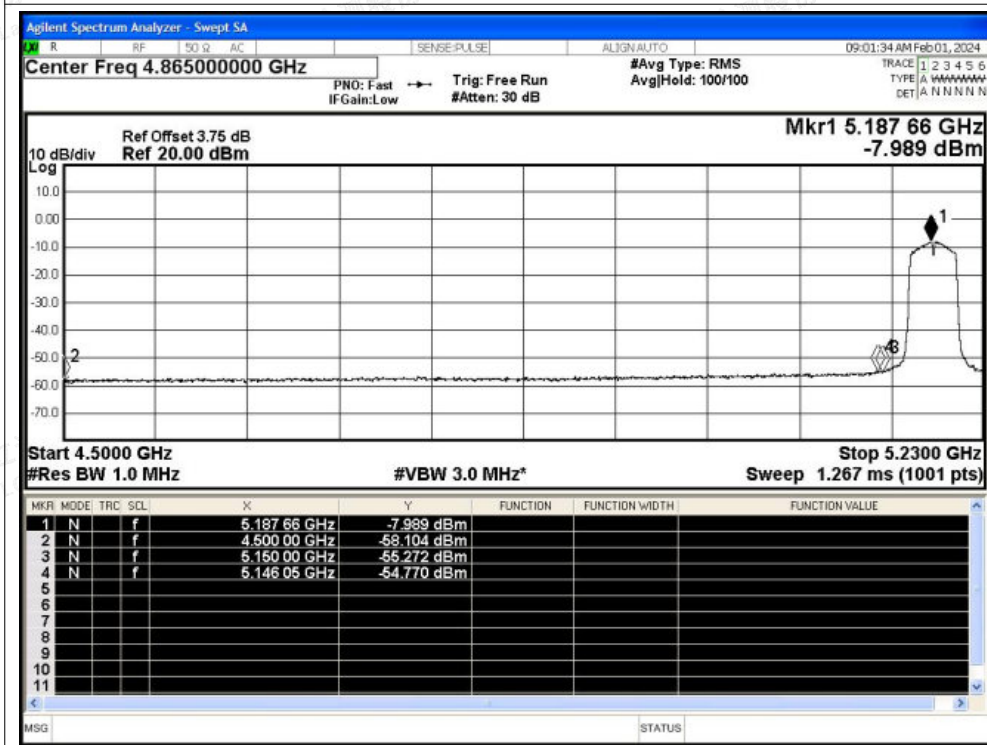 Agilent Spectrum Analyzer - Swept SA
LXI R RF 50 Ω AC SENSE:PULSE ALIGNAUTO 09:01:34 AM Feb 01, 2024
Center Freq 4.865000000 GHz
PNO: Fast
IFGain:Low
Trig: Free Run
#Atten: 30 dB
#Avg Type: RMS
Avg|Hold: 100/100
TRACE 1 2 3 4 5 6
TYPE A WWWWW
DET A N N N N N
Mkr1 5.187 66 GHz
-7.989 dBm
Ref Offset 3.75 dB
10 dB/div Ref 20.00 dBm
Log
10.0
0.00
-10.0
-20.0
-30.0
-40.0
-50.0
-60.0
-70.0
1
2
43
Start 4.5000 GHz Stop 5.2300 GHz
#Res BW 1.0 MHz #VBW 3.0 MHz* Sweep 1.267 ms (1001 pts)
MKR MODE TRC SCL X Y FUNCTION FUNCTION WIDTH FUNCTION VALUE
1 N f 5.187 66 GHz -7.989 dBm
2 N f 4.500 00 GHz -58.104 dBm
3 N f 5.150 00 GHz -55.272 dBm
4 N f 5.146 05 GHz -54.770 dBm
5
6
7
8
9
10
11
MSG STATUS